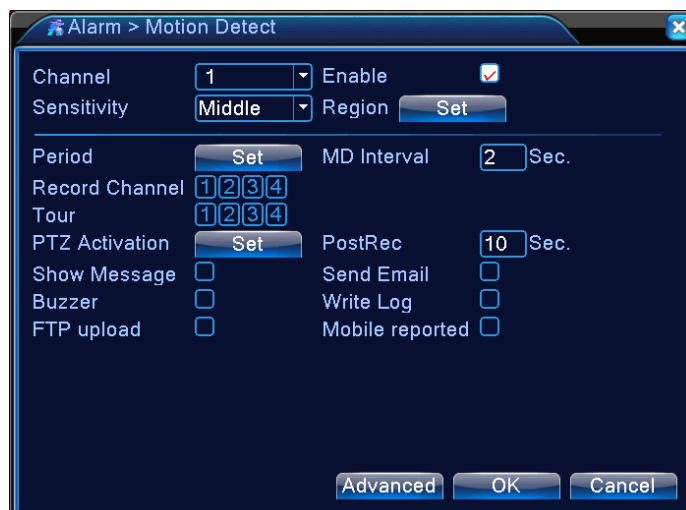 Alarm > Motion Detect
Channel 1 Enable
Sensitivity Middle Region Set
Period Set MD Interval 2 Sec.
Record Channel 1 2 3 4
Tour 1 2 3 4
PTZ Activation Set PostRec 10 Sec.
Show Message Send Email
Buzzer Write Log
FTP upload Mobile reported
Advanced OK Cancel